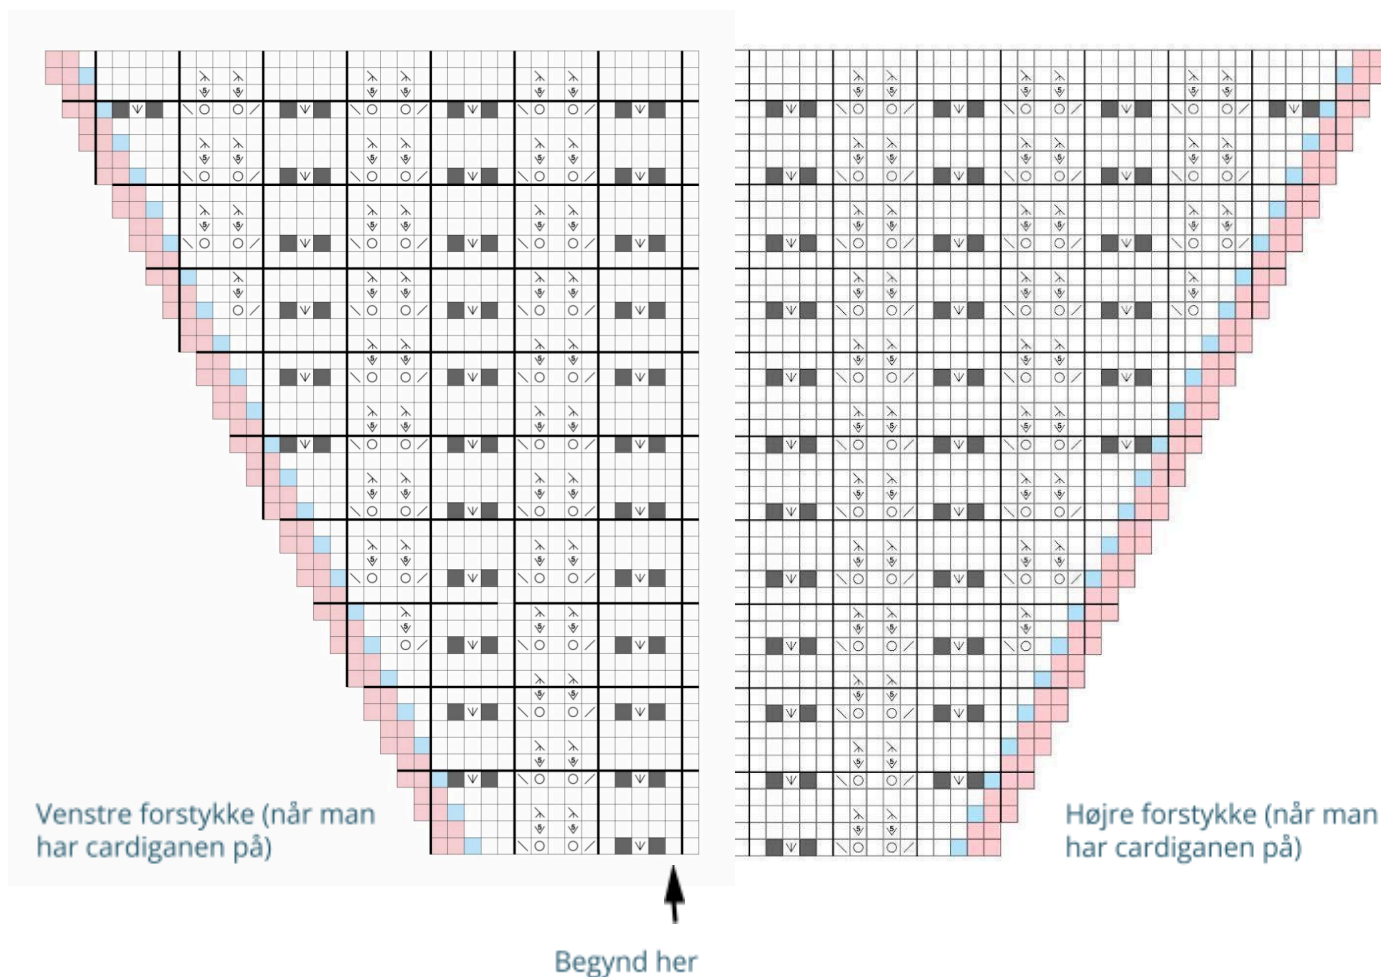 Venstre forstykke (når man
har cardiganen på)
Højre forstykke (når man
har cardiganen på)
Begynd her